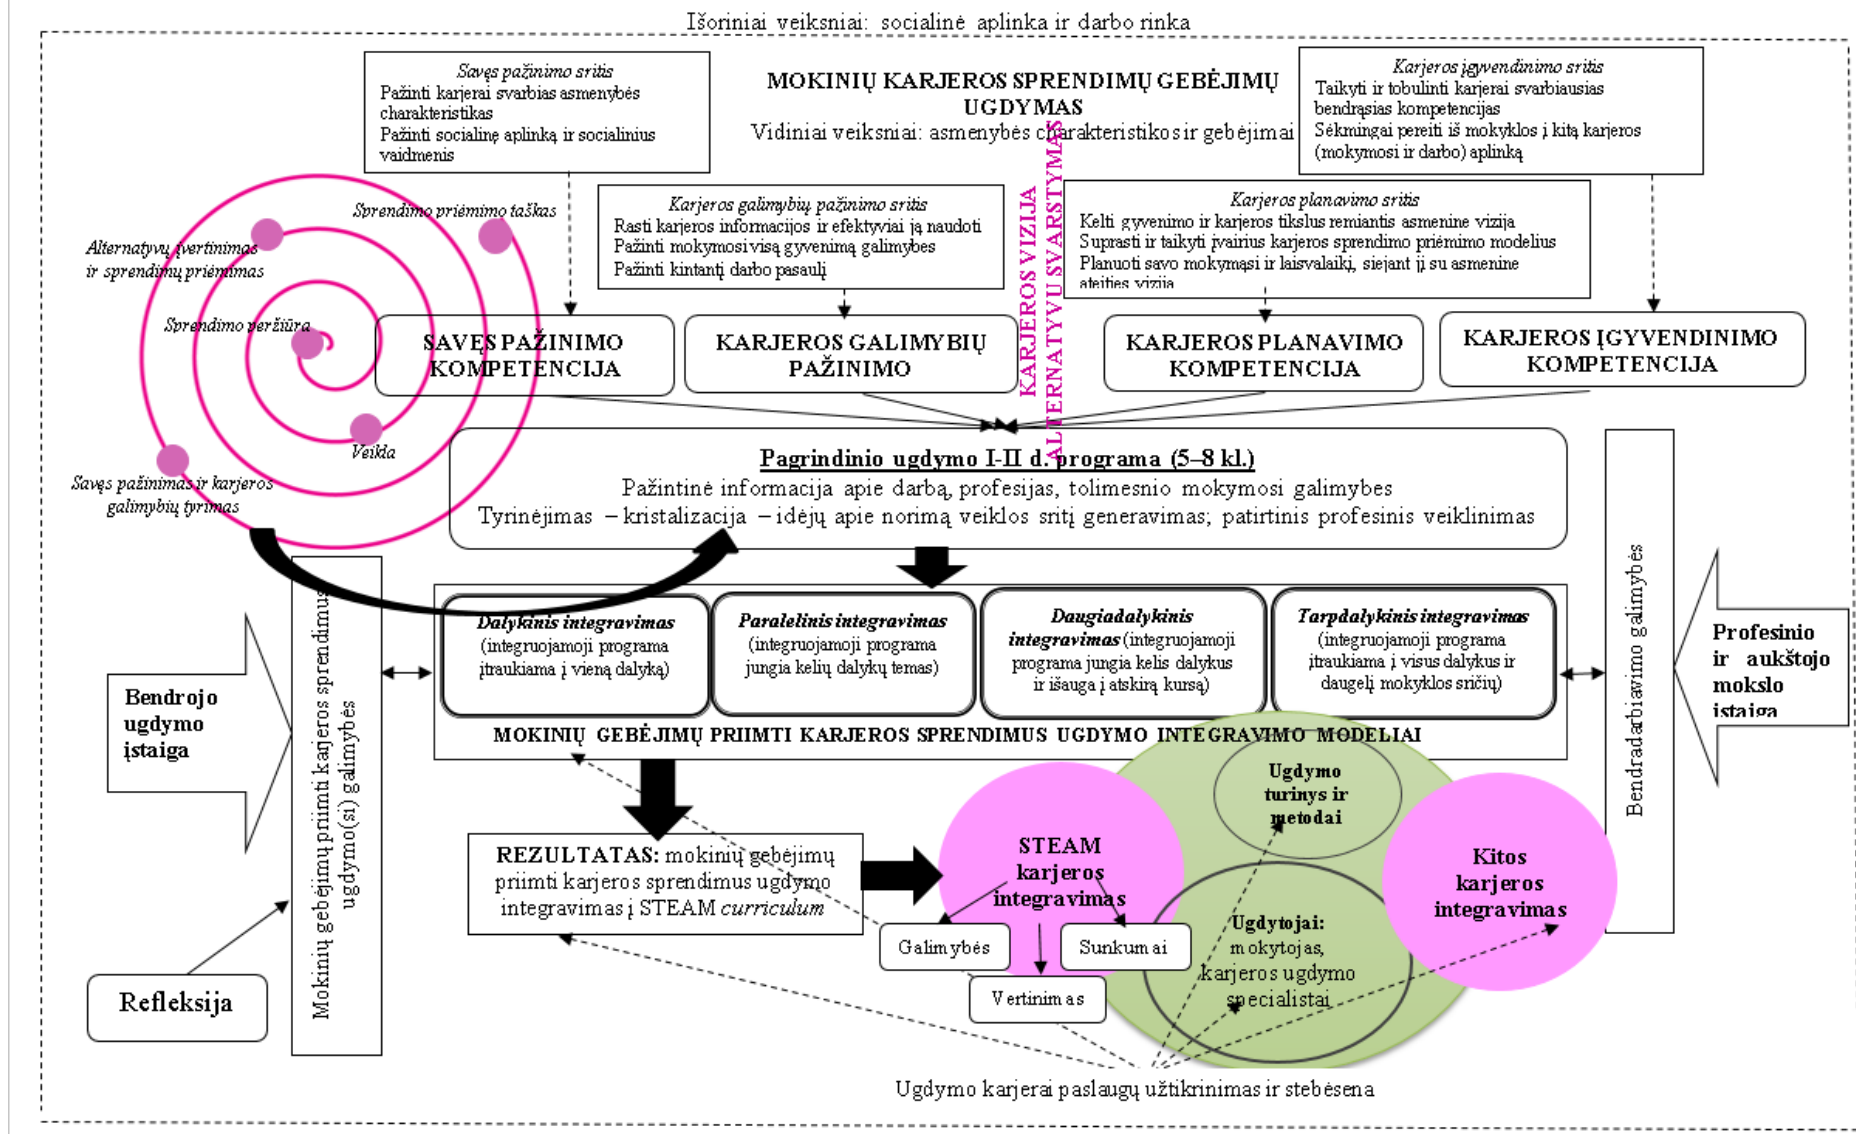 Išoriniai veiksniai: socialinė aplinka ir darbo rinka
Savęs pažinimo sritis
Pažinti karjerai svarbias asmenybės
charakteristikas
Pažinti socialinę aplinką ir socialinius
vaidmenis
MOKINIŲ KARJEROS SPRENDIMŲ GEBĖJIMŲ
UGDYMAS
Vidiniai veiksniai: asmenybės charakteristikos ir gebėjimai
Karjeros įgyvendinimo sritis
Taikyti ir tobulinti karjerai svarbiausias
bendrąsias kompetencijas
Sėkmingai pereiti iš mokyklos į kitą karjeros
(mokymosi ir darbo) aplinką
Karjeros galimybių pažinimo sritis
Rasti karjeros informacijos ir efektyviai ją naudoti
Pažinti mokymosi visą gyvenimą galimybes
Pažinti kintantį darbo pasaulį
KARJEROS VIZIJA
ALTERNATYVU SVARSTYMAS
Karjeros planavimo sritis
Kelti gyvenimo ir karjeros tikslus remiantis asmenine vizija
Suprasti ir taikyti įvairius karjeros sprendimo priėmimo modelius
Planuoti savo mokymąsi ir laisvalaikį, siejant jį su asmenine
ateities vizija
Sprendimo priėmimo taškas
Alternatyvų įvertinimas
ir sprendimų priėmimas
Sprendimo peržiūra
Veikla
Savęs pažinimas ir karjeros
galimybių tyrimas
SAVĘS PAŽINIMO
KOMPETENCIJA
KARJEROS GALIMYBIŲ
PAŽINIMO
KARJEROS PLANAVIMO
KOMPETENCIJA
KARJEROS ĮGYVENDINIMO
KOMPETENCIJA
Pagrindinio ugdymo I-II d. programa (5–8 kl.)
Pažintinė informacija apie darbą, profesijas, tolimesnio mokymosi galimybes
Tyrinėjimas – kristalizacija – idėjų apie norimą veiklos sritį generavimas; patirtinis profesinis veiklinimas
Bendrojo
ugdymo
įstaiga
Mokinių gebėjimų priimti karjeros sprendimus
ugdymo(si) galimybės
Refleksija
Dalykinis integravimas
(integruojamoji programa
įtraukiama į vieną dalyką)
Paralelinis integravimas
(integruojamoji programa
jungia kelių dalykų temas)
Daugiadalykinis
integravimas (integruojamoji
programa jungia kelis dalykus
ir išauga į atskirą kursą)
Tarpdalykinis integravimas
(integruojamoji programa
įtraukiama į visus dalykus ir
daugelį mokyklos sričių)
MOKINIŲ GEBĖJIMŲ PRIIMTI KARJEROS SPRENDIMUS UGDYMO INTEGRAVIMO MODELIAI
Bendradarbiavimo galimybės
Profesinio
ir aukštojo
mokslo
įstaiga
REZULTATAS: mokinių gebėjimų
priimti karjeros sprendimus ugdymo
integravimas į STEAM curriculum
STEAM
karjeros
integravimas
Galimybės
Sunkumai
Vertinimas
Ugdymo
turinys ir
metodai
Ugdytojai:
mokytojas,
karjeros ugdymo
specialistai
Kitos
karjeros
integravimas
Ugdymo karjerai paslaugų užtikrinimas ir stebėsena